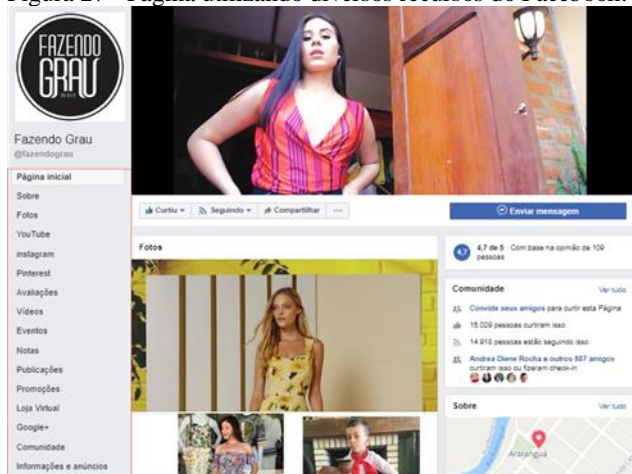 Figura 27 - Página utilizando diversos recursos do Facebook.
FAZENDO
GRAU
Fazendo Grau
@fazendograu
Página inicial
Sobre
Fotos
YouTube
instagram
Pinterest
Avaliações
Vídeos
Eventos
Notas
Publicações
Promoções
Loja Virtual
Google+
Comunidade
Informações e anúncios
Curtiu
Seguindo
Compartilhar
Enviar mensagem
Fotos
4,7
4,7 de 5 · Com base na opinião de 109
pessoas
Comunidade
Ver tudo
Convide seus amigos para curtir esta Página
15.029 pessoas curtiram isso
14.918 pessoas estão seguindo isso
Andrea Diene Rocha e outros 887 amigos
curtiram isso ou fizeram check-in
Sobre
Ver tudo
Araranguá